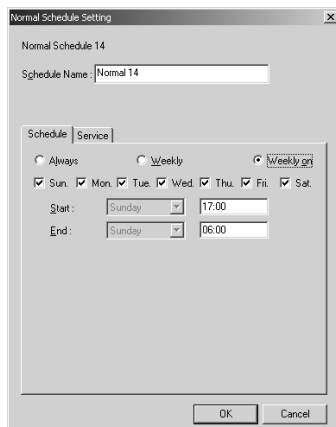 Normal Schedule Setting
Normal Schedule 14
Schedule Name : Normal 14
Schedule Service
Always Weekly Weekly on
Sun. Mon. Tue. Wed. Thu. Fri. Sat.
Start : Sunday 17:00
End : Sunday 06:00
OK Cancel